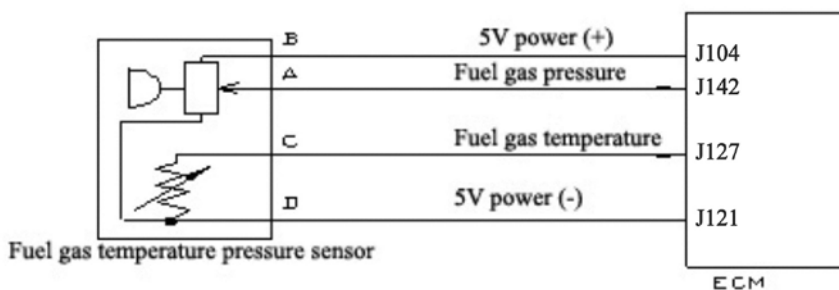 B 5V power (+) J104
A Fuel gas pressure J142
C Fuel gas temperature J127
D 5V power (-) J121
Fuel gas temperature pressure sensor
ECM